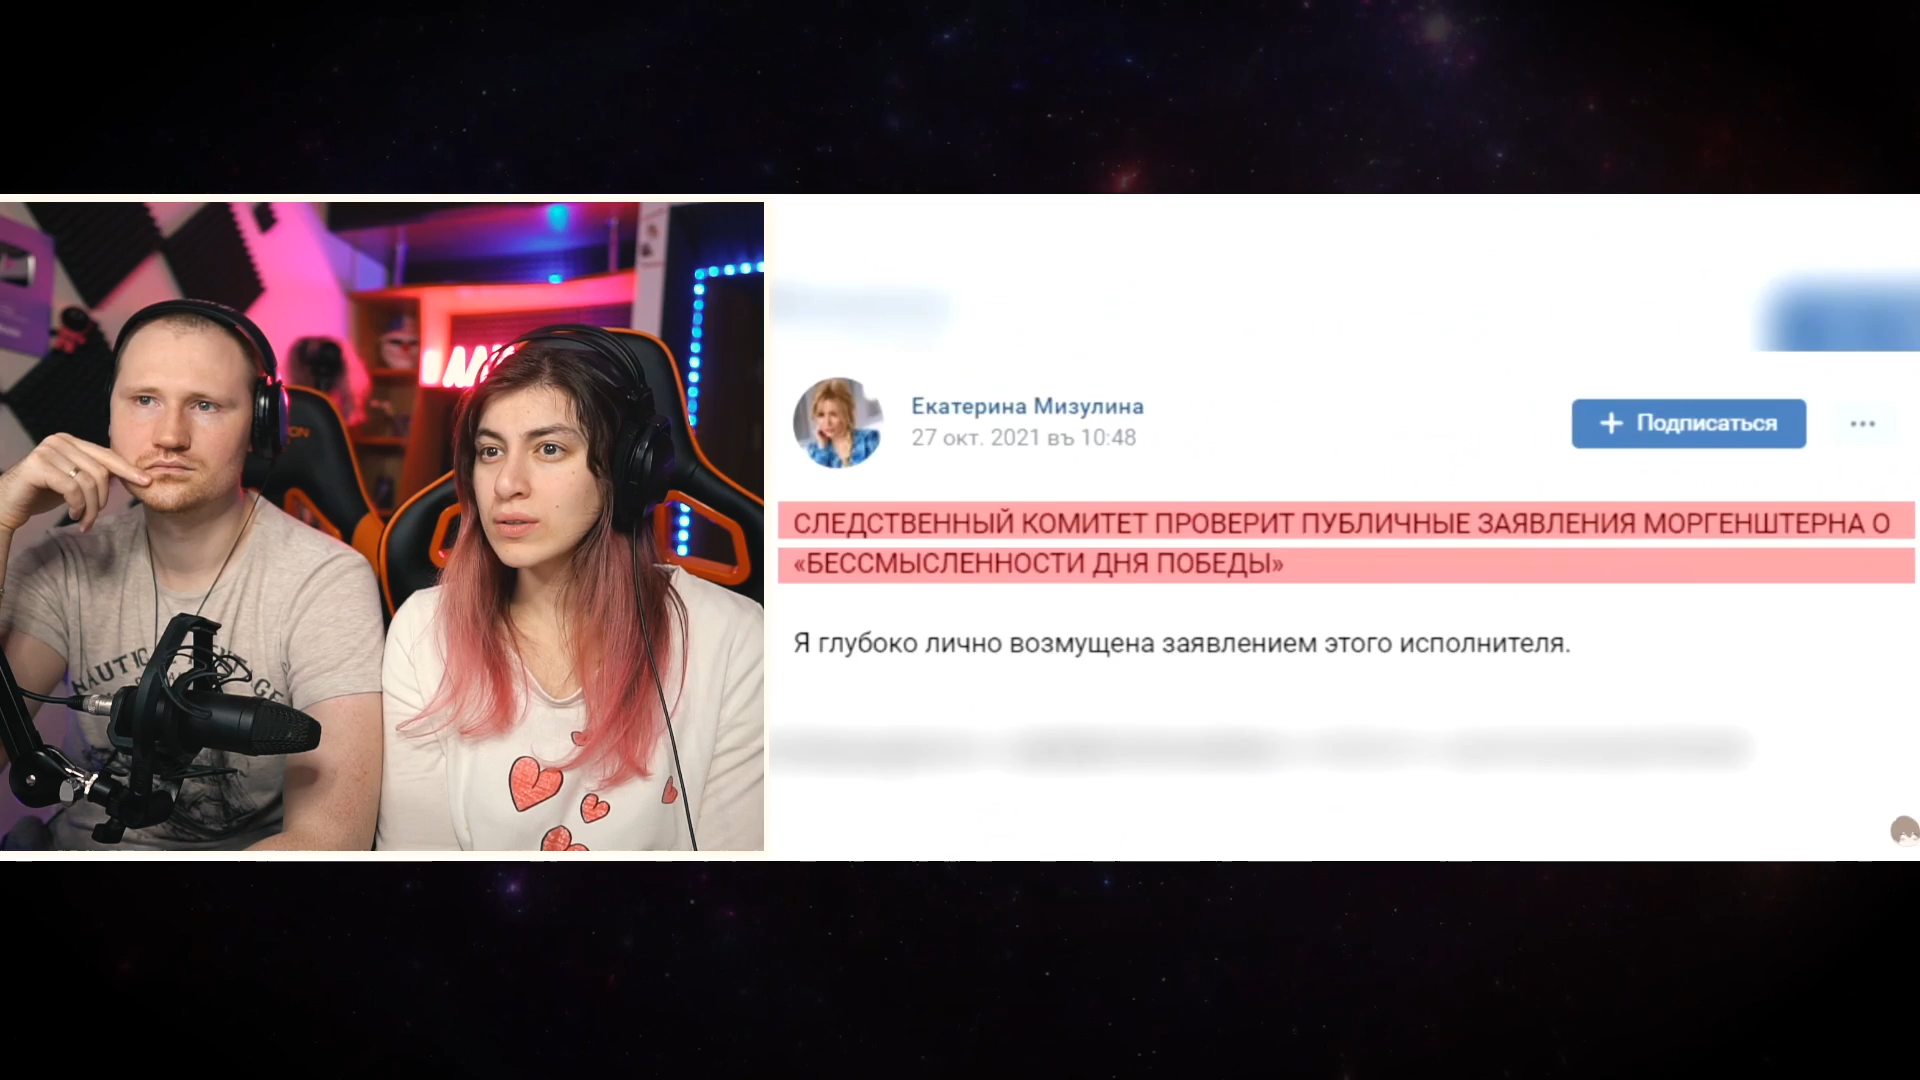 Екатерина Мизулина
27 окт. 2021 въ 10:48
Подписаться
СЛЕДСТВЕННЫЙ КОМИТЕТ ПРОВЕРИТ ПУБЛИЧНЫЕ ЗАЯВЛЕНИЯ МОРГЕНШТЕРНА О
«БЕССМЫСЛЕННОСТИ ДНЯ ПОБЕДЫ»
Я глубоко лично возмущена заявлением этого исполнителя.